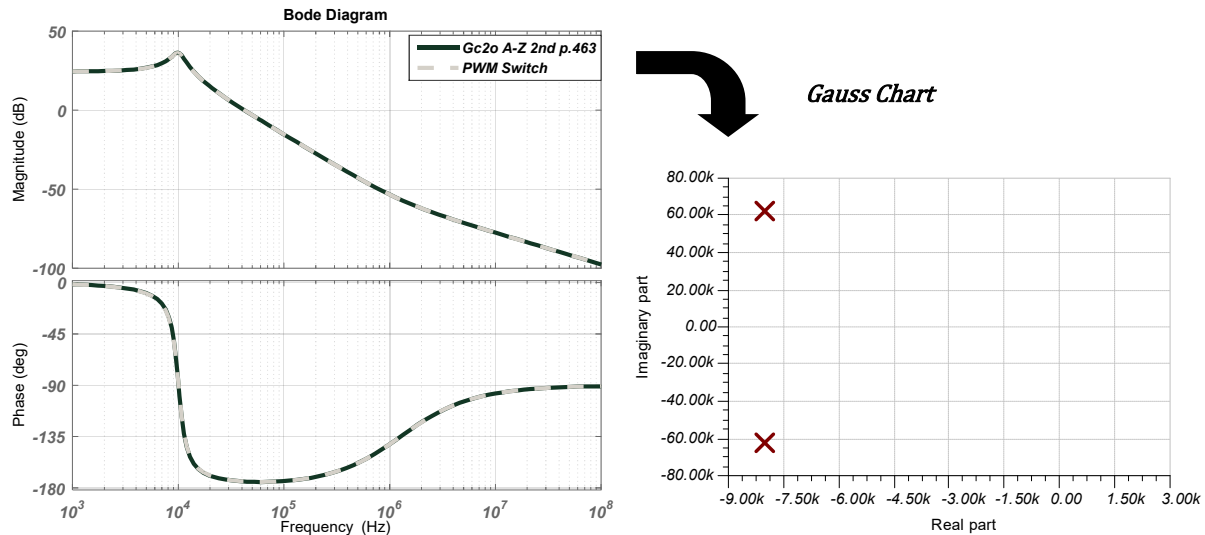 Bode Diagram
50
0
-50
-100
Magnitude (dB)
Gc2o A-Z 2nd p.463
PWM Switch
0
-45
-90
-135
-180
Phase (deg)
10^3
10^4
10^5
10^6
10^7
10^8
Frequency (Hz)
Gauss Chart
80.00k
60.00k
40.00k
20.00k
0.00
-20.00k
-40.00k
-60.00k
-80.00k
Imaginary part
-9.00k
-7.50k
-6.00k
-4.50k
-3.00k
-1.50k
0.00
1.50k
3.00k
Real part